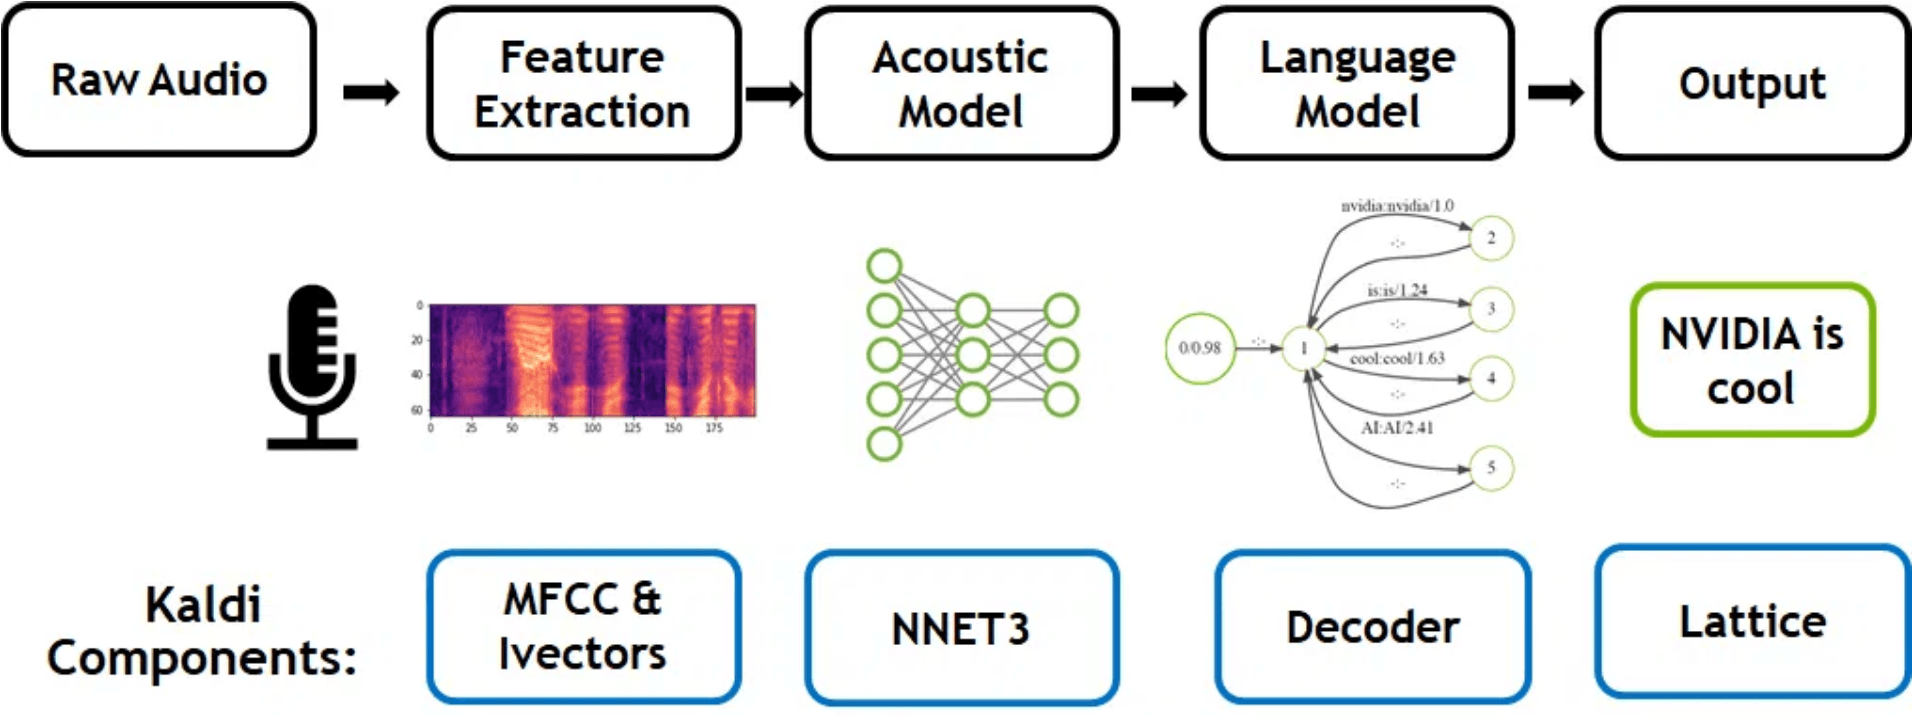 Raw Audio
Feature
Extraction
Acoustic
Model
Language
Model
Output
0
20
40
60
0
25
50
75
100
125
150
175
0/0.98
-:-
1
nvidia:nvidia/1.0
-:-
2
is:is/1.24
-:-
3
cool:cool/1.63
-:-
4
AI:AI/2.41
-:-
5
NVIDIA is
cool
Kaldi
Components:
MFCC &
Ivectors
NNET3
Decoder
Lattice